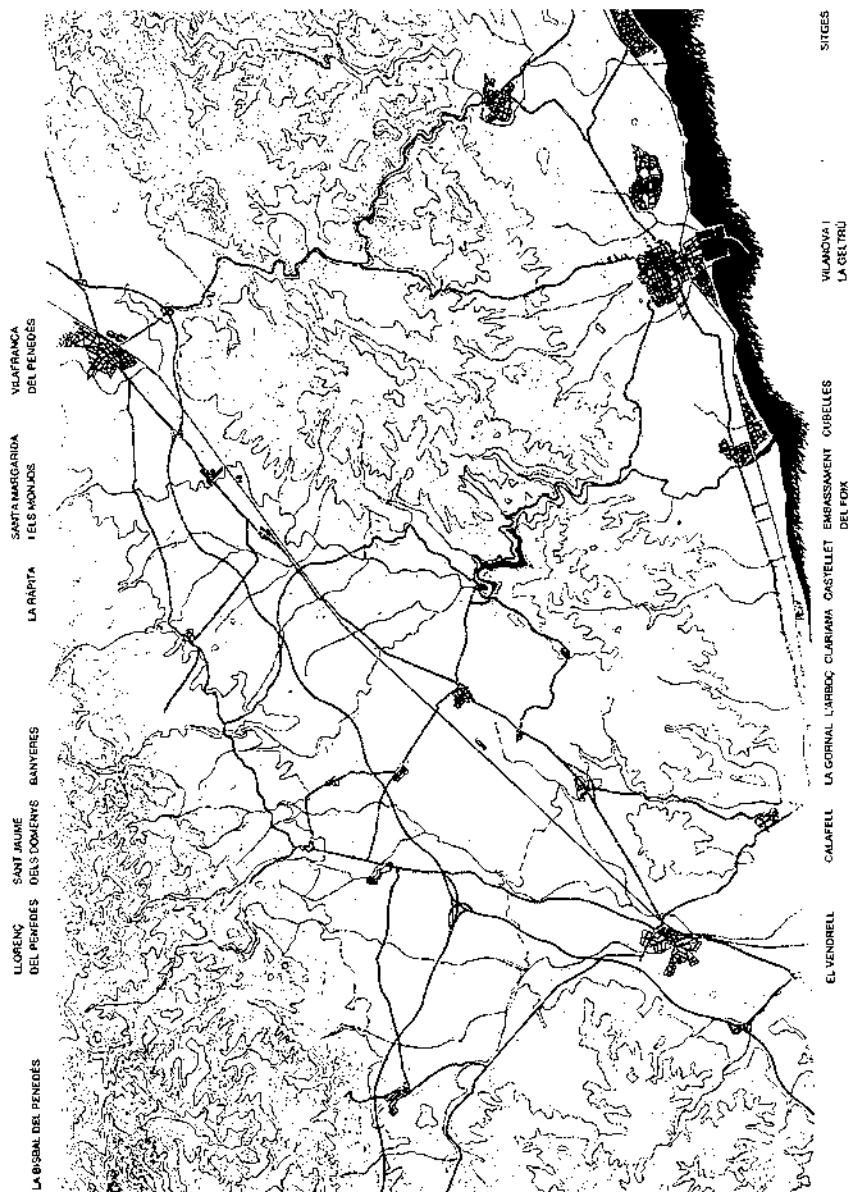 LA BISBAL DEL PENEDÈS
LLORENÇ
DEL PENEDÈS
SANT JAUME
DELS DOMENYS
BANYERES
LA RÀPITA
SANTA MARGARIDA
I ELS MONJOS
VILAFRANCA
DEL PENEDÈS
EL VENDRELL
CALAFELL
LA GORNAL
L'ARBOÇ
CLARIANA
CASTELLET
EMBASSAMENT
DEL FOIX
CUBELLES
VILANOVA I
LA GELTRÚ
SITGES